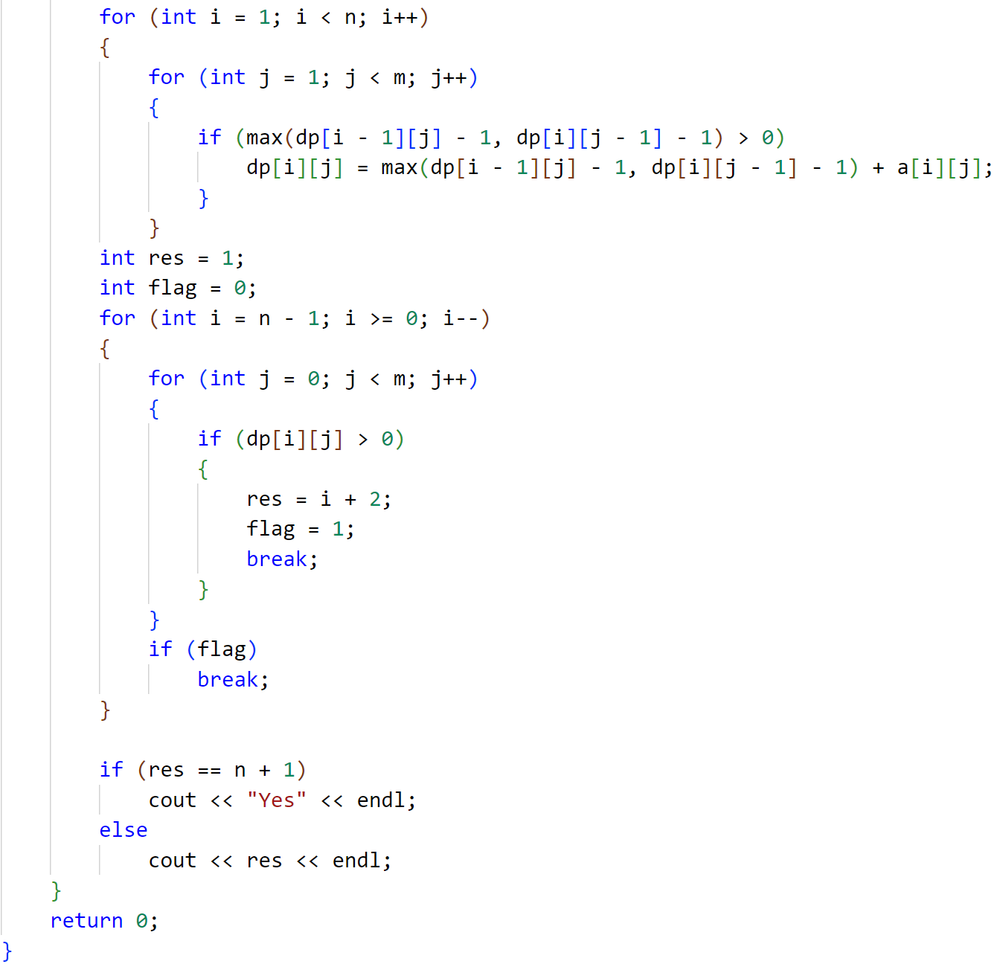 for (int i = 1; i < n; i++)
{
for (int j = 1; j < m; j++)
{
if (max(dp[i - 1][j] - 1, dp[i][j - 1] - 1) > 0)
dp[i][j] = max(dp[i - 1][j] - 1, dp[i][j - 1] - 1) + a[i][j];
}
}
int res = 1;
int flag = 0;
for (int i = n - 1; i >= 0; i--)
{
for (int j = 0; j < m; j++)
{
if (dp[i][j] > 0)
{
res = i + 2;
flag = 1;
break;
}
}
if (flag)
break;
}
if (res == n + 1)
cout << "Yes" << endl;
else
cout << res << endl;
}
return 0;
}